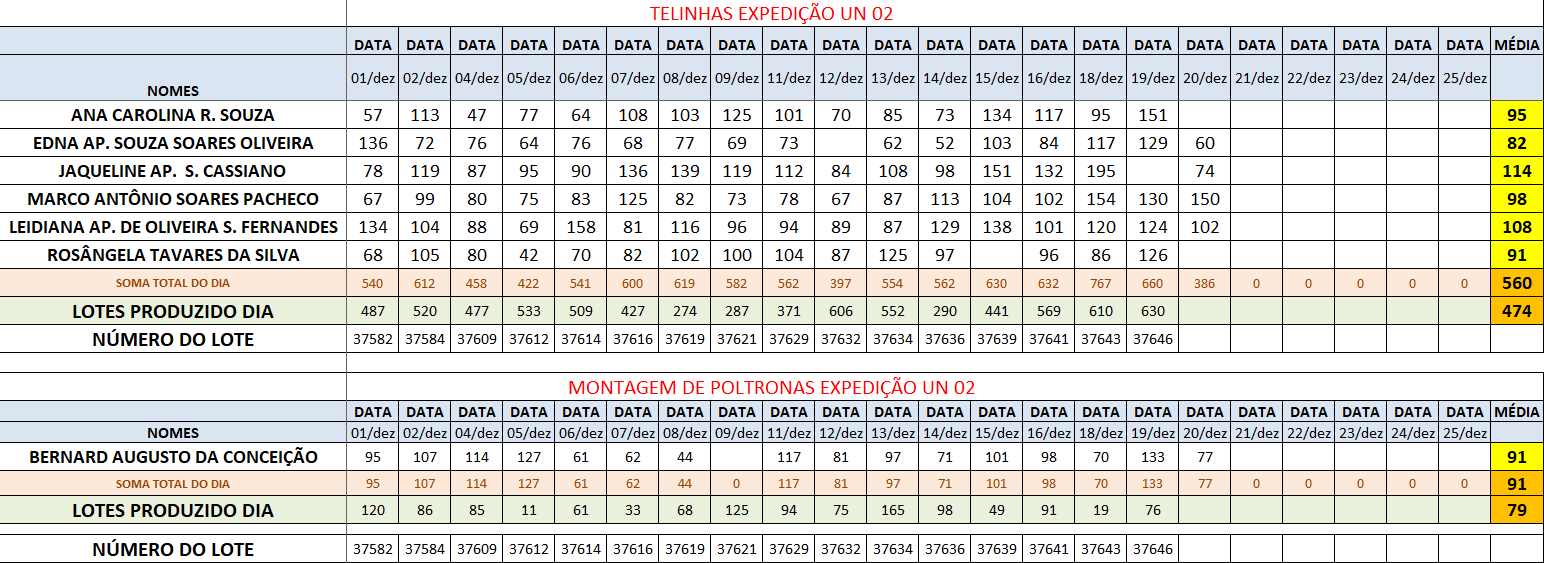 TELINHAS EXPEDIÇÃO UN 02
DATA DATA DATA DATA DATA DATA DATA DATA DATA DATA DATA DATA DATA DATA DATA DATA DATA DATA DATA DATA DATA DATA MÉDIA
NOMES 01/dez 02/dez 04/dez 05/dez 06/dez 07/dez 08/dez 09/dez 11/dez 12/dez 13/dez 14/dez 15/dez 16/dez 18/dez 19/dez 20/dez 21/dez 22/dez 23/dez 24/dez 25/dez
ANA CAROLINA R. SOUZA 57 113 47 77 64 108 103 125 101 70 85 73 134 117 95 151 95
EDNA AP. SOUZA SOARES OLIVEIRA 136 72 76 64 76 68 77 69 73 62 52 103 84 117 129 60 82
JAQUELINE AP. S. CASSIANO 78 119 87 95 90 136 139 119 112 84 108 98 151 132 195 74 114
MARCO ANTÔNIO SOARES PACHECO 67 99 80 75 83 125 82 73 78 67 87 113 104 102 154 130 150 98
LEIDIANA AP. DE OLIVEIRA S. FERNANDES 134 104 88 69 158 81 116 96 94 89 87 129 138 101 120 124 102 108
ROSÂNGELA TAVARES DA SILVA 68 105 80 42 70 82 102 100 104 87 125 97 96 86 126 91
SOMA TOTAL DO DIA 540 612 458 422 541 600 619 582 562 397 554 562 630 632 767 660 386 0 0 0 0 0 560
LOTES PRODUZIDO DIA 487 520 477 533 509 427 274 287 371 606 552 290 441 569 610 630 474
NÚMERO DO LOTE 37582 37584 37609 37612 37614 37616 37619 37621 37629 37632 37634 37636 37639 37641 37643 37646
MONTAGEM DE POLTRONAS EXPEDIÇÃO UN 02
DATA DATA DATA DATA DATA DATA DATA DATA DATA DATA DATA DATA DATA DATA DATA DATA DATA DATA DATA DATA DATA DATA MÉDIA
NOMES 01/dez 02/dez 04/dez 05/dez 06/dez 07/dez 08/dez 09/dez 11/dez 12/dez 13/dez 14/dez 15/dez 16/dez 18/dez 19/dez 20/dez 21/dez 22/dez 23/dez 24/dez 25/dez
BERNARD AUGUSTO DA CONCEIÇÃO 95 107 114 127 61 62 44 117 81 97 71 101 98 70 133 77 91
SOMA TOTAL DO DIA 95 107 114 127 61 62 44 0 117 81 97 71 101 98 70 133 77 0 0 0 0 0 91
LOTES PRODUZIDO DIA 120 86 85 11 61 33 68 125 94 75 165 98 49 91 19 76 79
NÚMERO DO LOTE 37582 37584 37609 37612 37614 37616 37619 37621 37629 37632 37634 37636 37639 37641 37643 37646